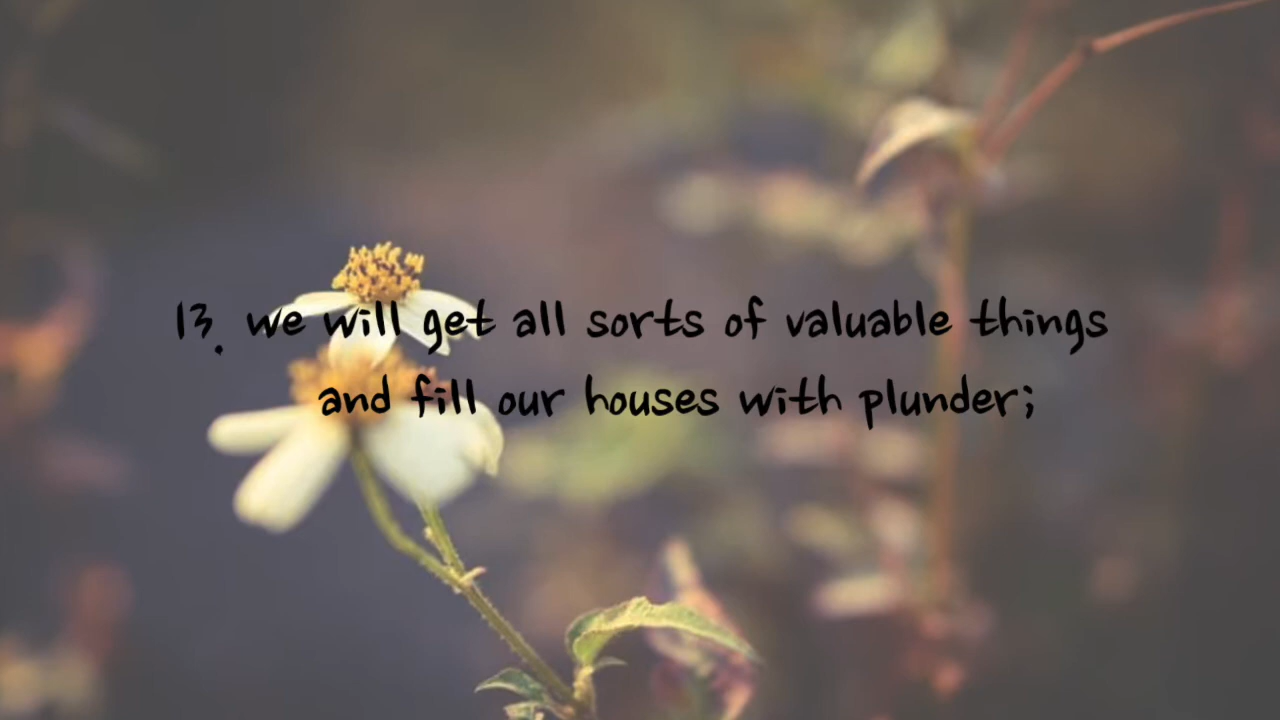 13. we will get all sorts of valuable things
and fill our houses with plunder;